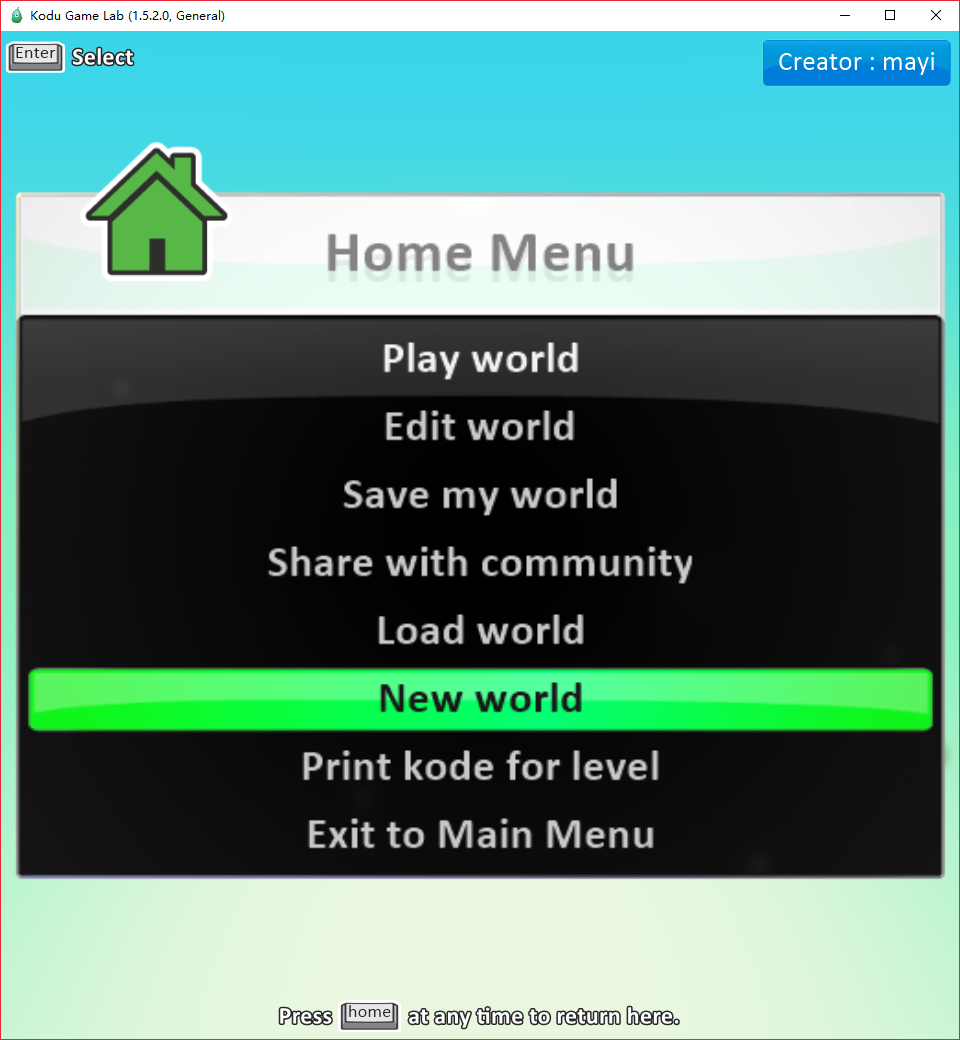 Kodu Game Lab (1.5.2.0, General)
Enter Select
Creator : mayi
Home Menu
Play world
Edit world
Save my world
Share with community
Load world
New world
Print kode for level
Exit to Main Menu
Press home at any time to return here.